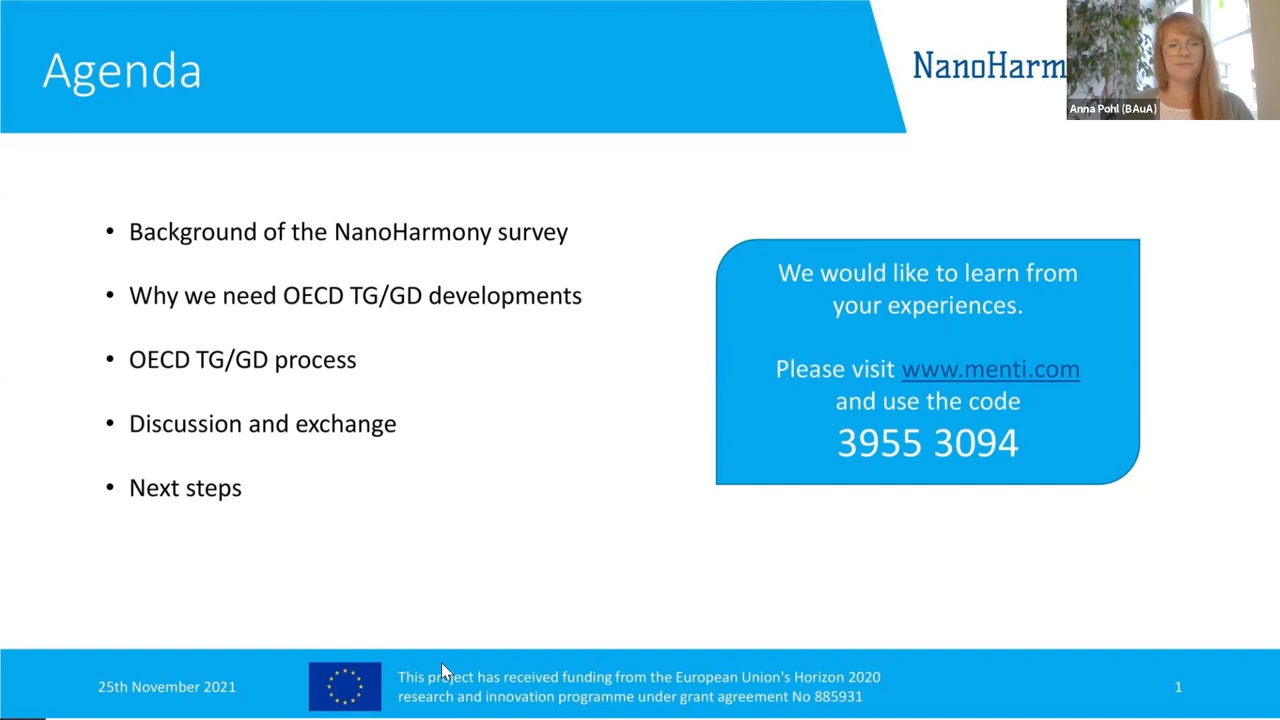 Agenda
NanoHarm
Anna Pohl (BAuA)
• Background of the NanoHarmony survey
• Why we need OECD TG/GD developments
• OECD TG/GD process
• Discussion and exchange
• Next steps
We would like to learn from
your experiences.
Please visit www.menti.com
and use the code
3955 3094
25th November 2021
This project has received funding from the European Union's Horizon 2020
research and innovation programme under grant agreement No 885931
1